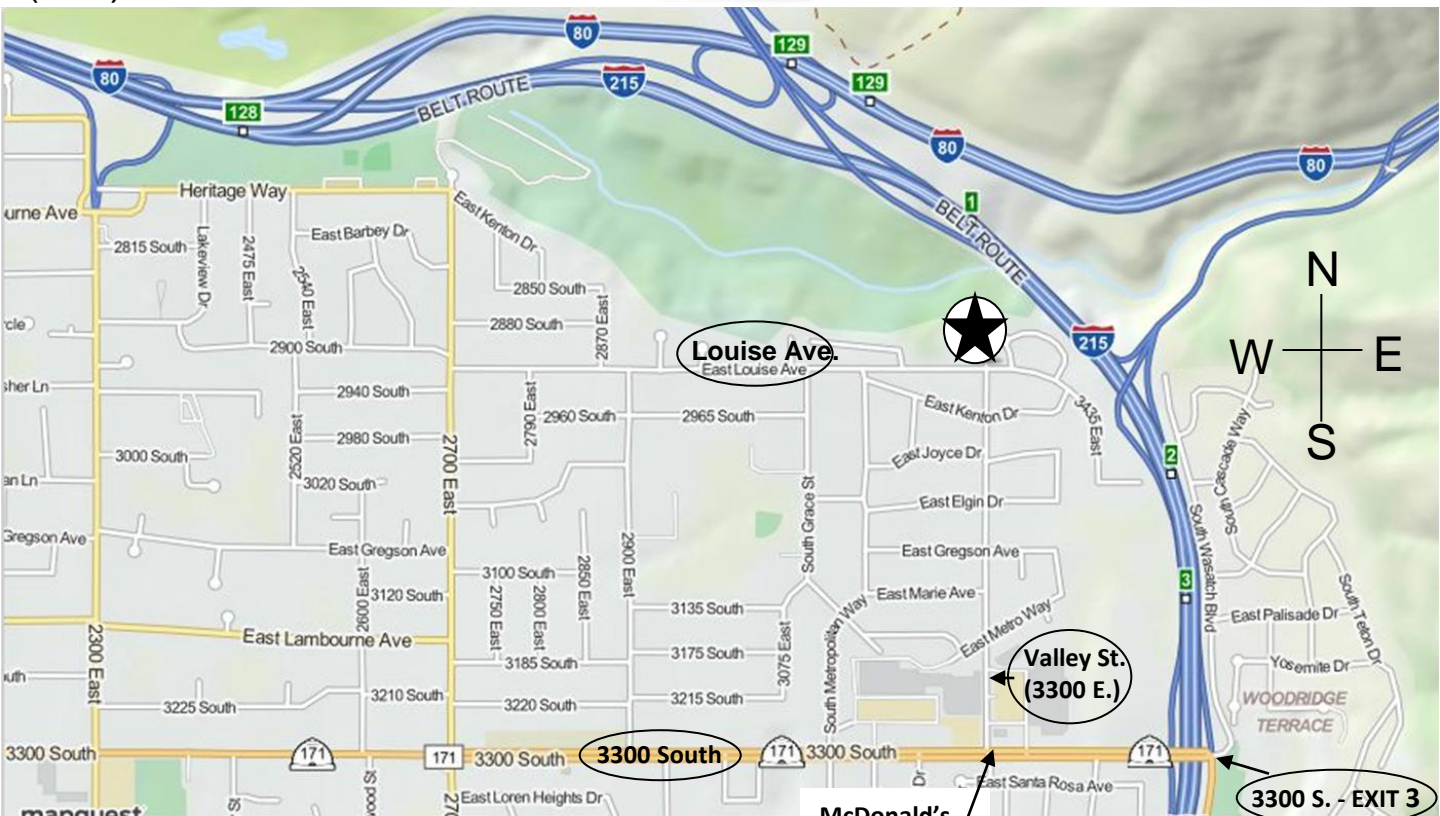 80
129
80
215
129
128
BELT ROUTE
80
80
Heritage Way
1
urne Ave
East Kenton Dr
BELT ROUTE
2815 South
Lakeview Dr
2475 East
East Barbey Dr
2540 East
N
2850 South
rcle
2880 South
2870 East
215
2900 South
Louise Ave.
East Louise Ave
W
E
sher Ln
2940 South
2790 East
2960 South
2965 South
East Kenton Dr
3435 East
South Cascade Way
S
2980 South
2520 East
2700 East
3000 South
East Joyce Dr
2
an Ln
3020 South
South Grace St
East Elgin Dr
South Wasatch Blvd
Gregson Ave
East Gregson Ave
2900 East
East Gregson Ave
3100 South
2850 East
3
2600 East
3120 South
2750 East
2800 East
3135 South
East Marie Ave
East Palisade Dr
South Teton Dr
2300 East
East Lambourne Ave
South Metropolitan Way
East Metro Way
3185 South
3175 South
3075 East
Valley St.
(3300 E.)
Yosemite Dr
uth
3225 South
3210 South
3220 South
3215 South
WOODRIDGE
TERRACE
3300 South
171
171
3300 South
3300 South
171
3300 South
171
Dr
East Santa Rosa Ave
East Loren Heights Dr
McDonald's
3300 S. - EXIT 3
mapquest